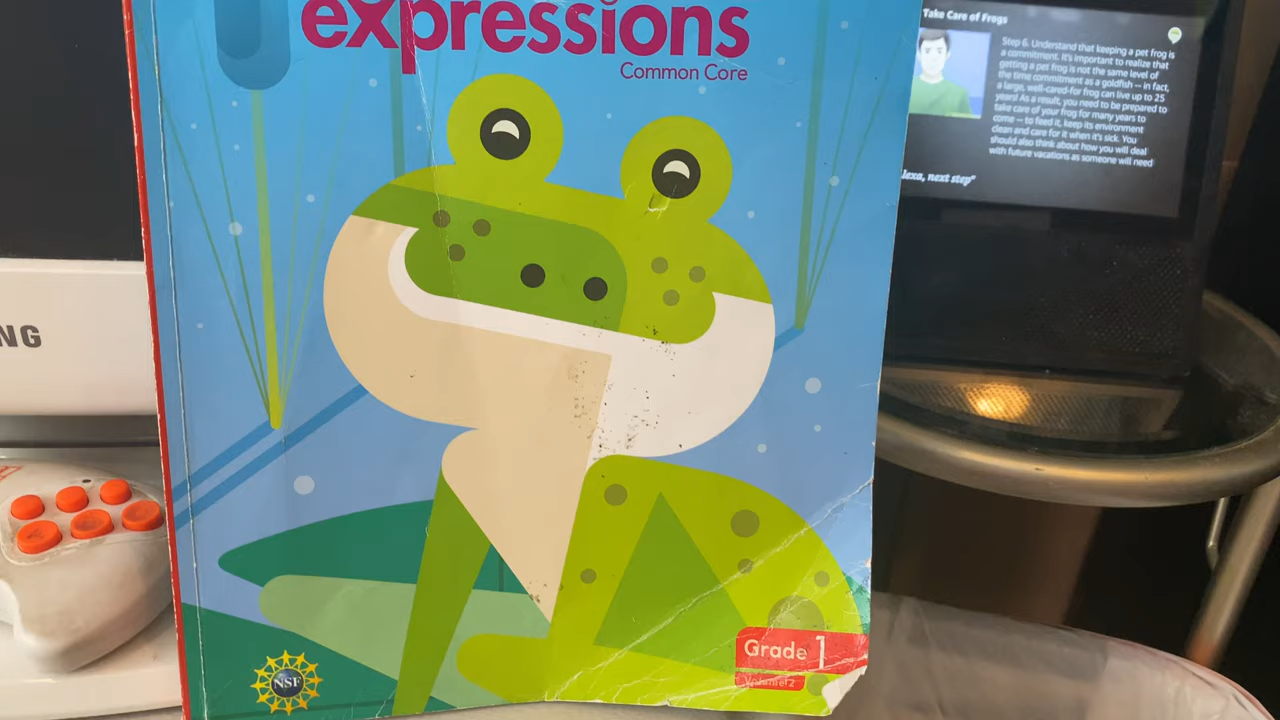 expressions
Common Core
Grade 1
Volume 2
NSF
NG
Take Care of Frogs
Step 6. Understand that keeping a pet frog is
a commitment. It's important to realize that
getting a pet frog is not the same level of
the time commitment as a goldfish -- in fact,
a large, well-cared-for frog can live up to 25
years! As a result, you need to be prepared to
take care of your frog for many years to
come -- to feed it, keep its environment
clean and care for it when it's sick. You
should also think about how you will deal
with future vacations as someone will need
lexa, next step"